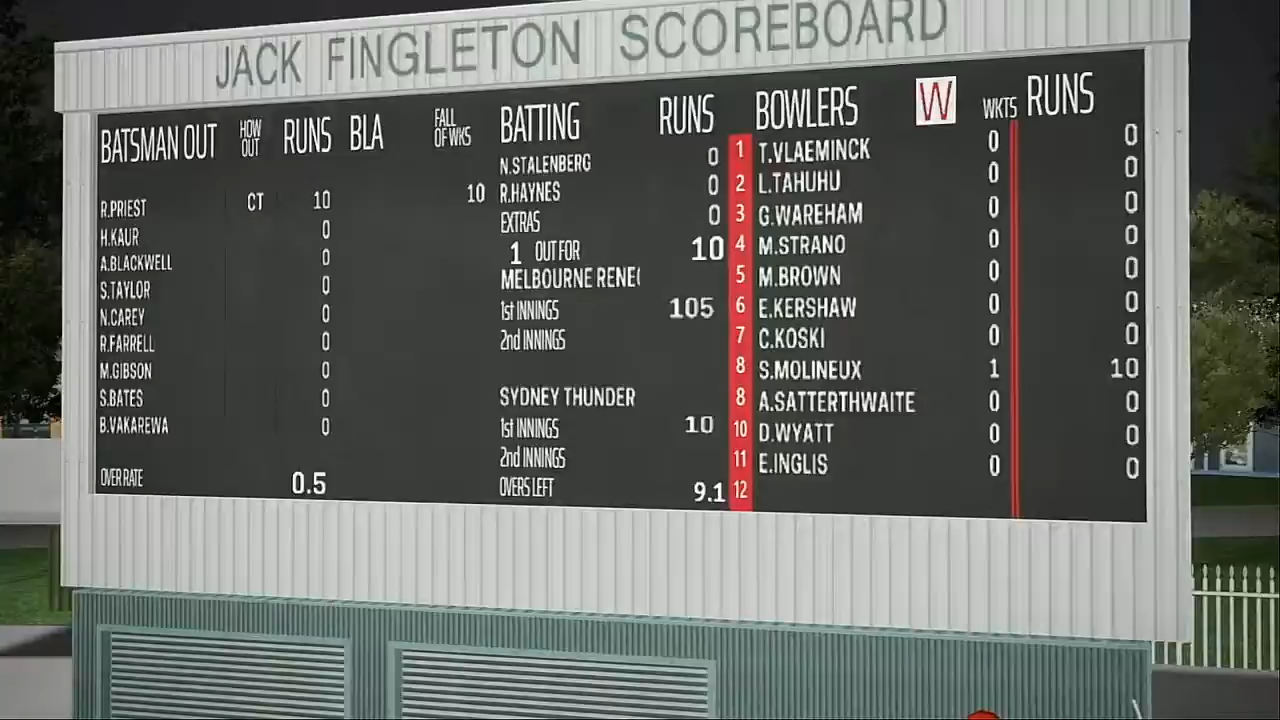 JACK FINGLETON SCOREBOARD
BATSMAN OUT HOW OUT RUNS BLA FALL OF WKS
R.PRIEST CT 10 10
H.KAUR 0
A.BLACKWELL 0
S.TAYLOR 0
N.CAREY 0
R.FARRELL 0
M.GIBSON 0
S.BATES 0
B.VAKAREWA 0
OVER RATE 0.5
BATTING RUNS
N.STALENBERG 0
R.HAYNES 0
EXTRAS 0
1 OUT FOR 10
MELBOURNE RENE
1st INNINGS 105
2nd INNINGS
SYDNEY THUNDER
1st INNINGS 10
2nd INNINGS
OVERS LEFT 9.1
BOWLERS W WKTS RUNS
1 T.VLAEMINCK 0 0
2 L.TAHUHU 0 0
3 G.WAREHAM 0 0
4 M.STRANO 0 0
5 M.BROWN 0 0
6 E.KERSHAW 0 0
7 C.KOSKI 0 0
8 S.MOLINEUX 1 10
8 A.SATTERTHWAITE 0 0
10 D.WYATT 0 0
11 E.INGLIS 0 0
12